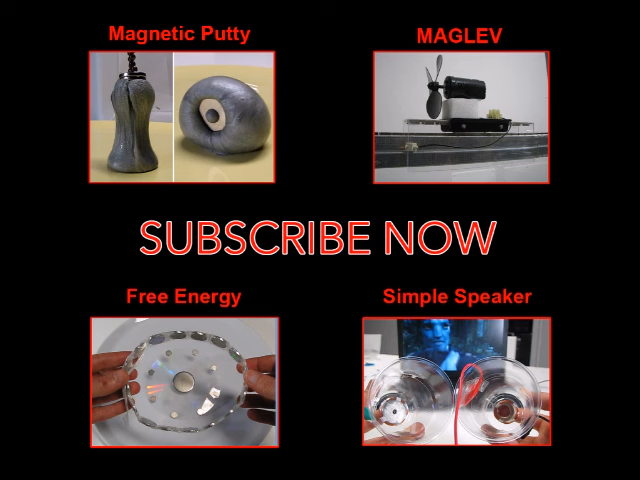 Magnetic Putty
MAGLEV
SUBSCRIBE NOW
Free Energy
Simple Speaker